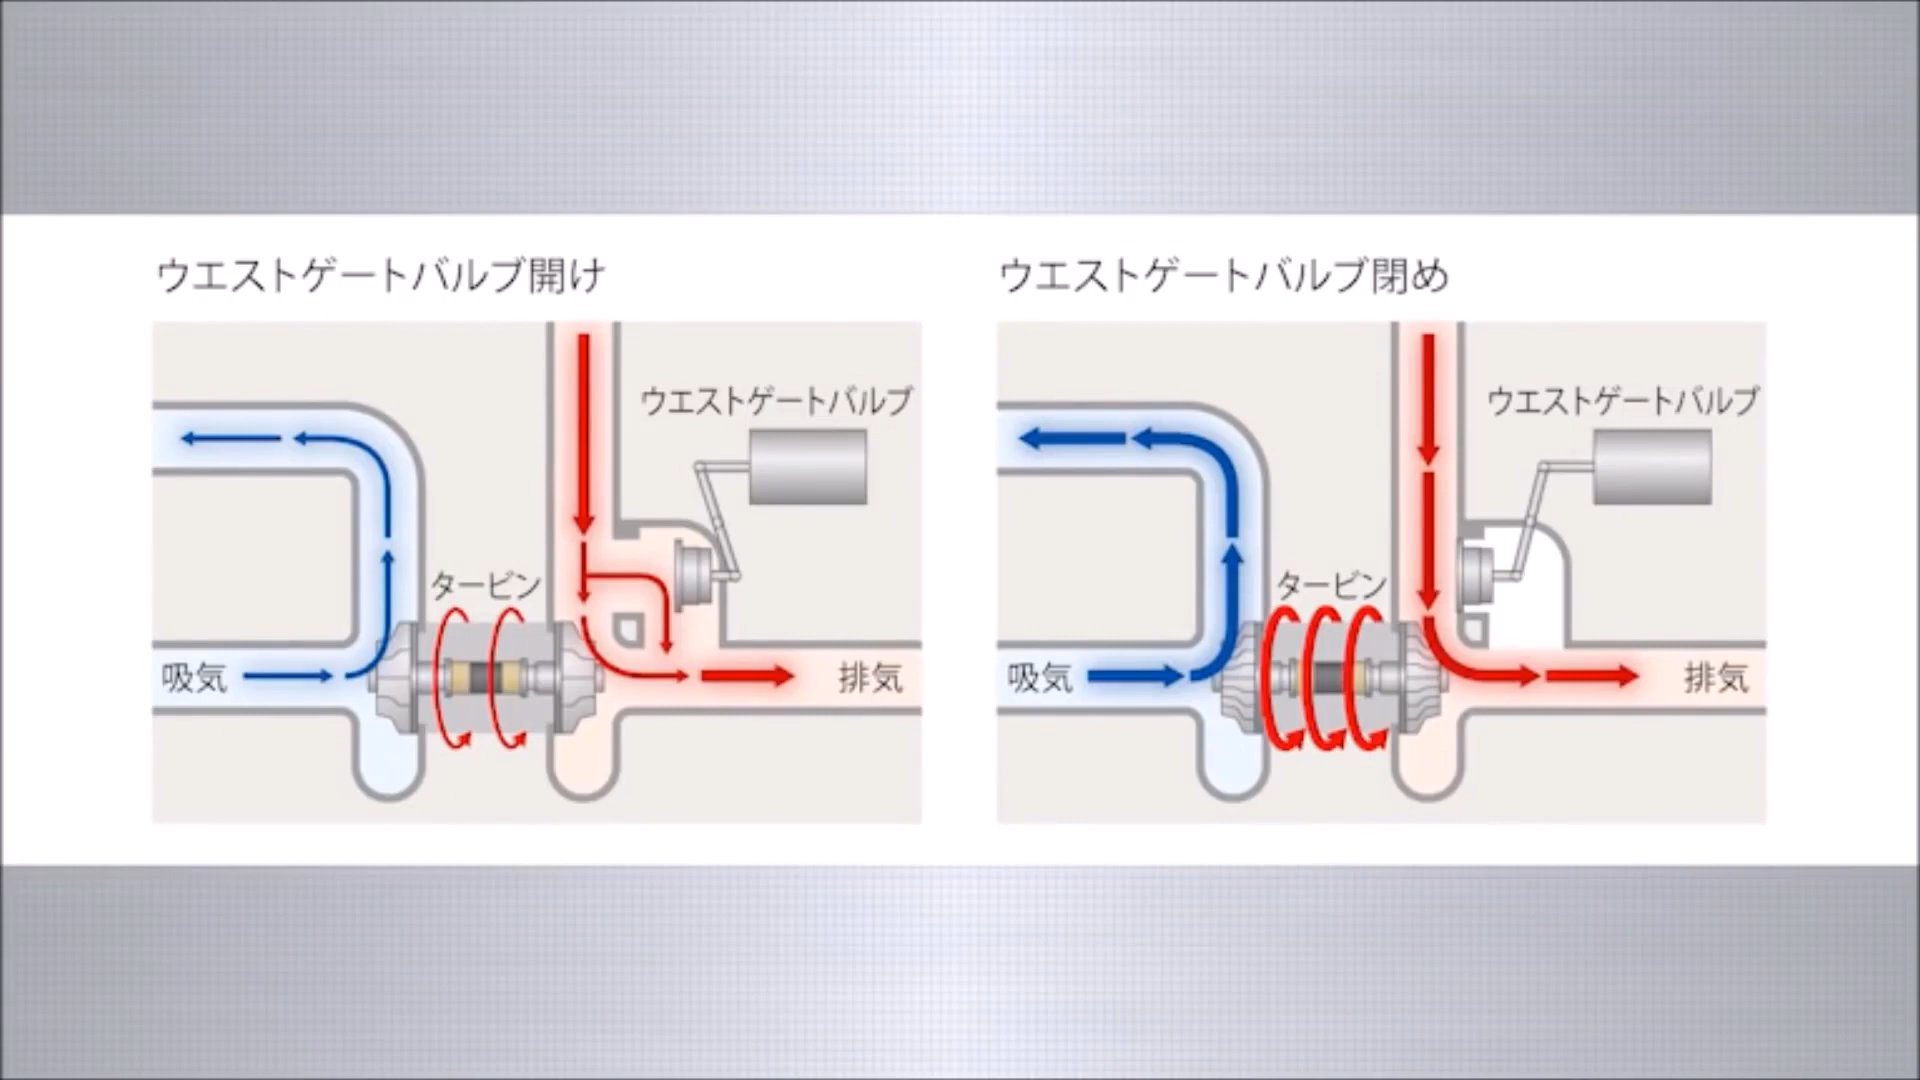 ウエストゲートバルブ開け
ウエストゲートバルブ
タービン
吸気
排気
ウエストゲートバルブ閉め
ウエストゲートバルブ
タービン
吸気
排気